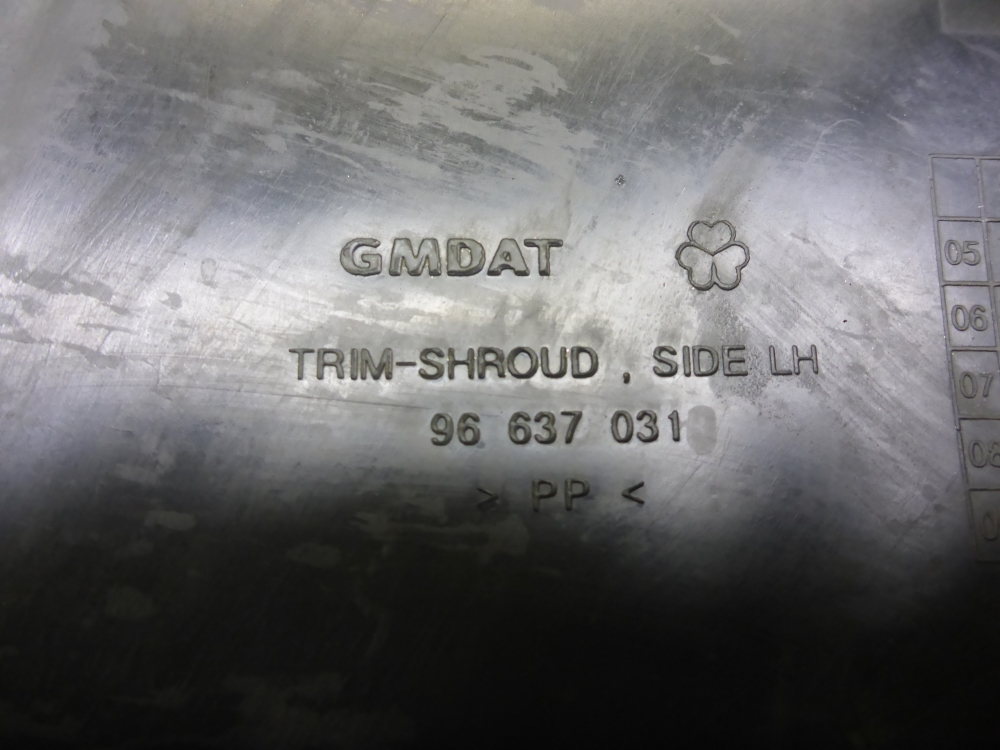 GMDAT
TRIM-SHROUD , SIDE LH
96 637 031
> PP <
05
06
07
08